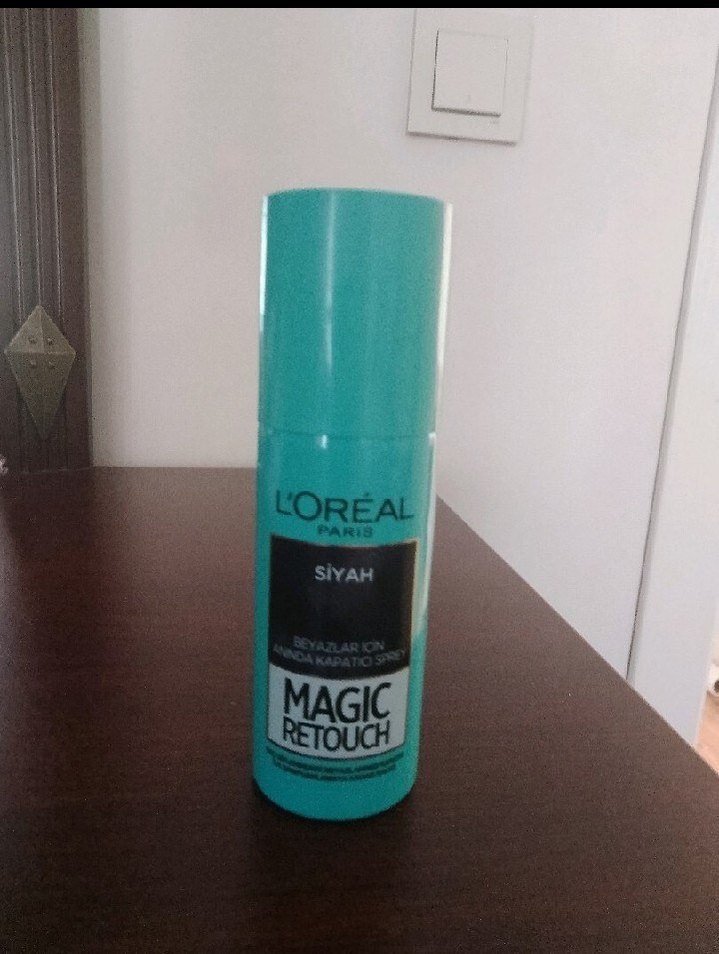 L'ORÉAL
PARIS
SİYAH
BEYAZLAR İÇİN
ANINDA KAPATICI SPREY
MAGIC
RETOUCH